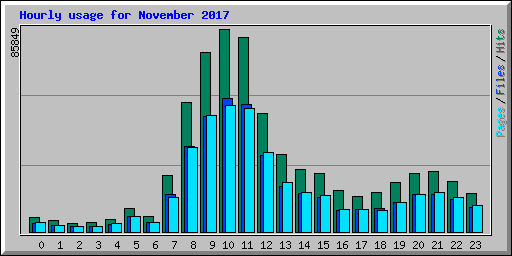 Hourly usage for November 2017
85849
Pages / Files / Hits
0 1 2 3 4 5 6 7 8 9 10 11 12 13 14 15 16 17 18 19 20 21 22 23